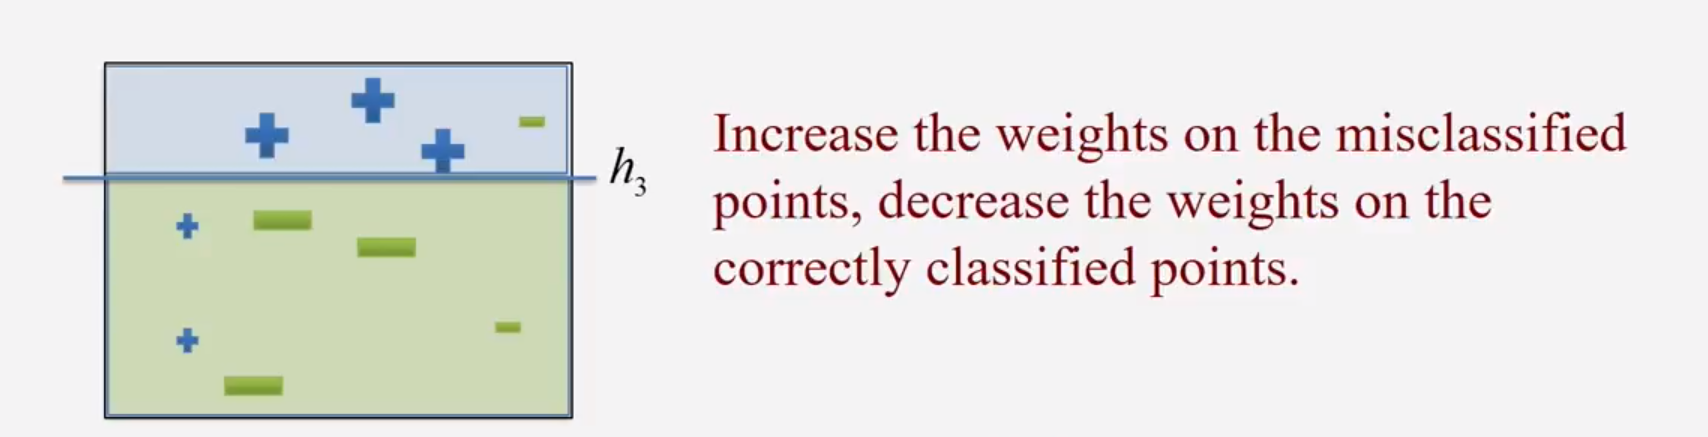 h₃
Increase the weights on the misclassified
points, decrease the weights on the
correctly classified points.